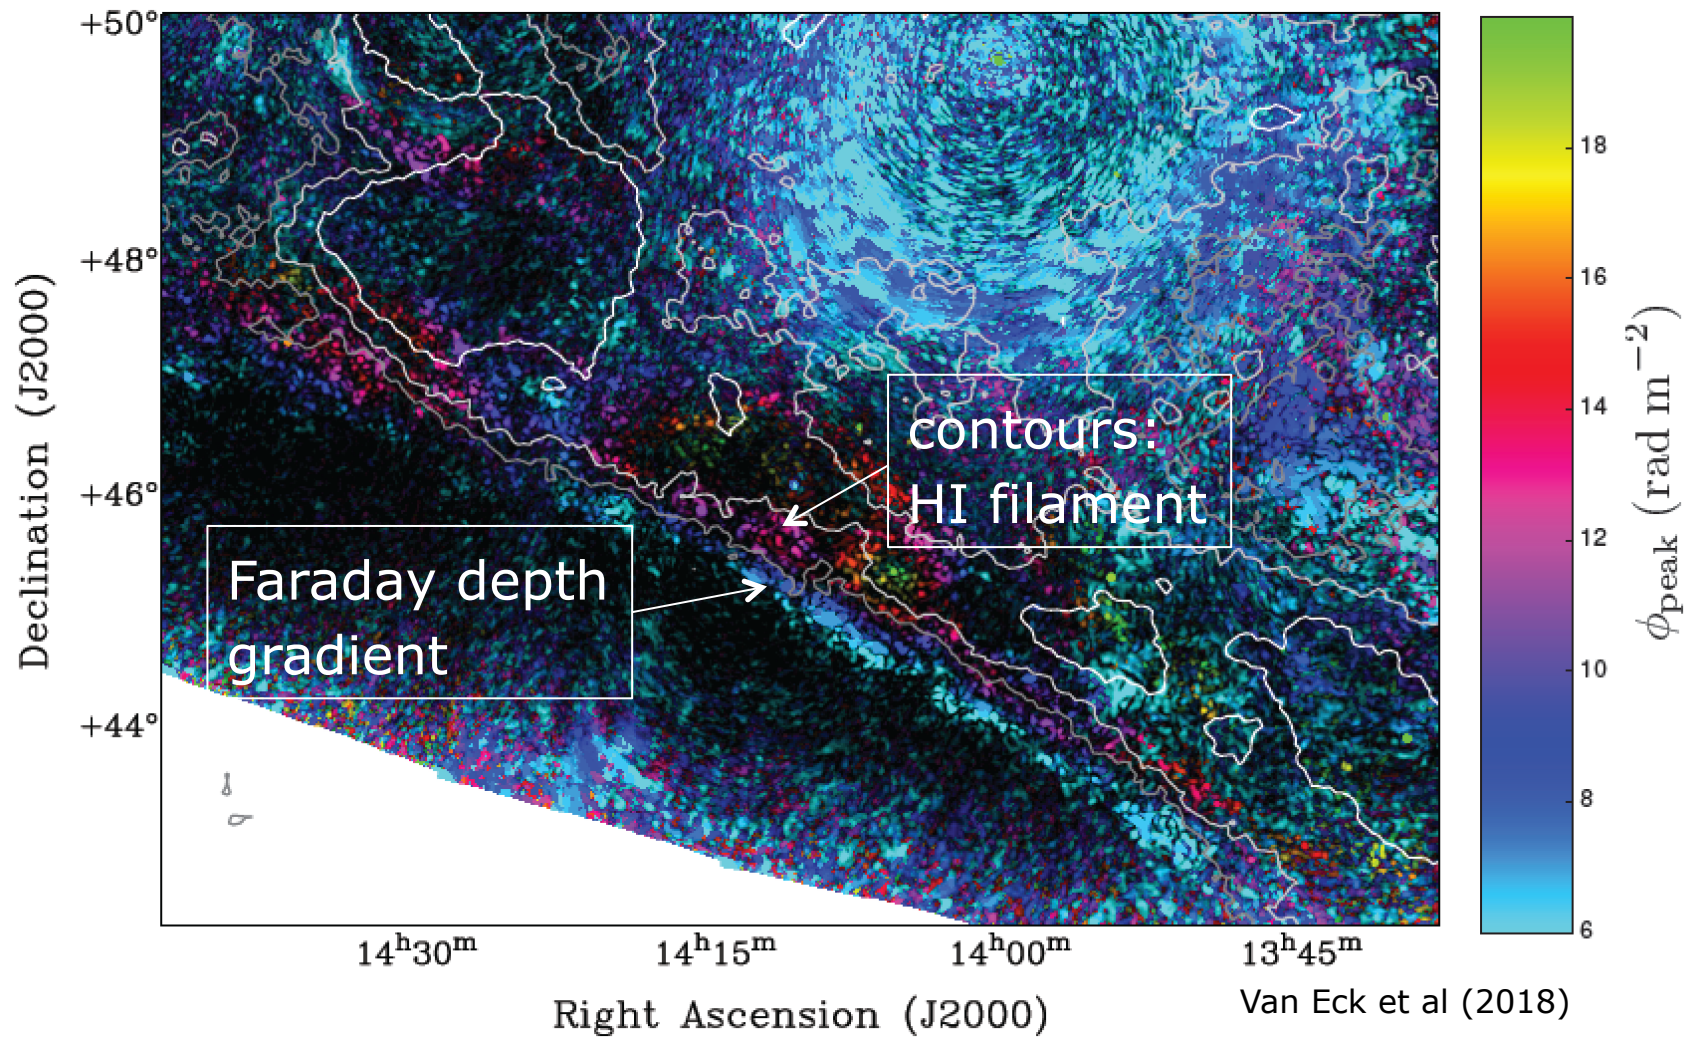 +50°
+48°
+46°
+44°
Declination (J2000)
contours:
HI filament
Faraday depth
gradient
14ʰ30ᵐ
14ʰ15ᵐ
14ʰ00ᵐ
13ʰ45ᵐ
Right Ascension (J2000)
Van Eck et al (2018)
18
16
14
12
10
8
6
ϕpeak (rad m⁻²)